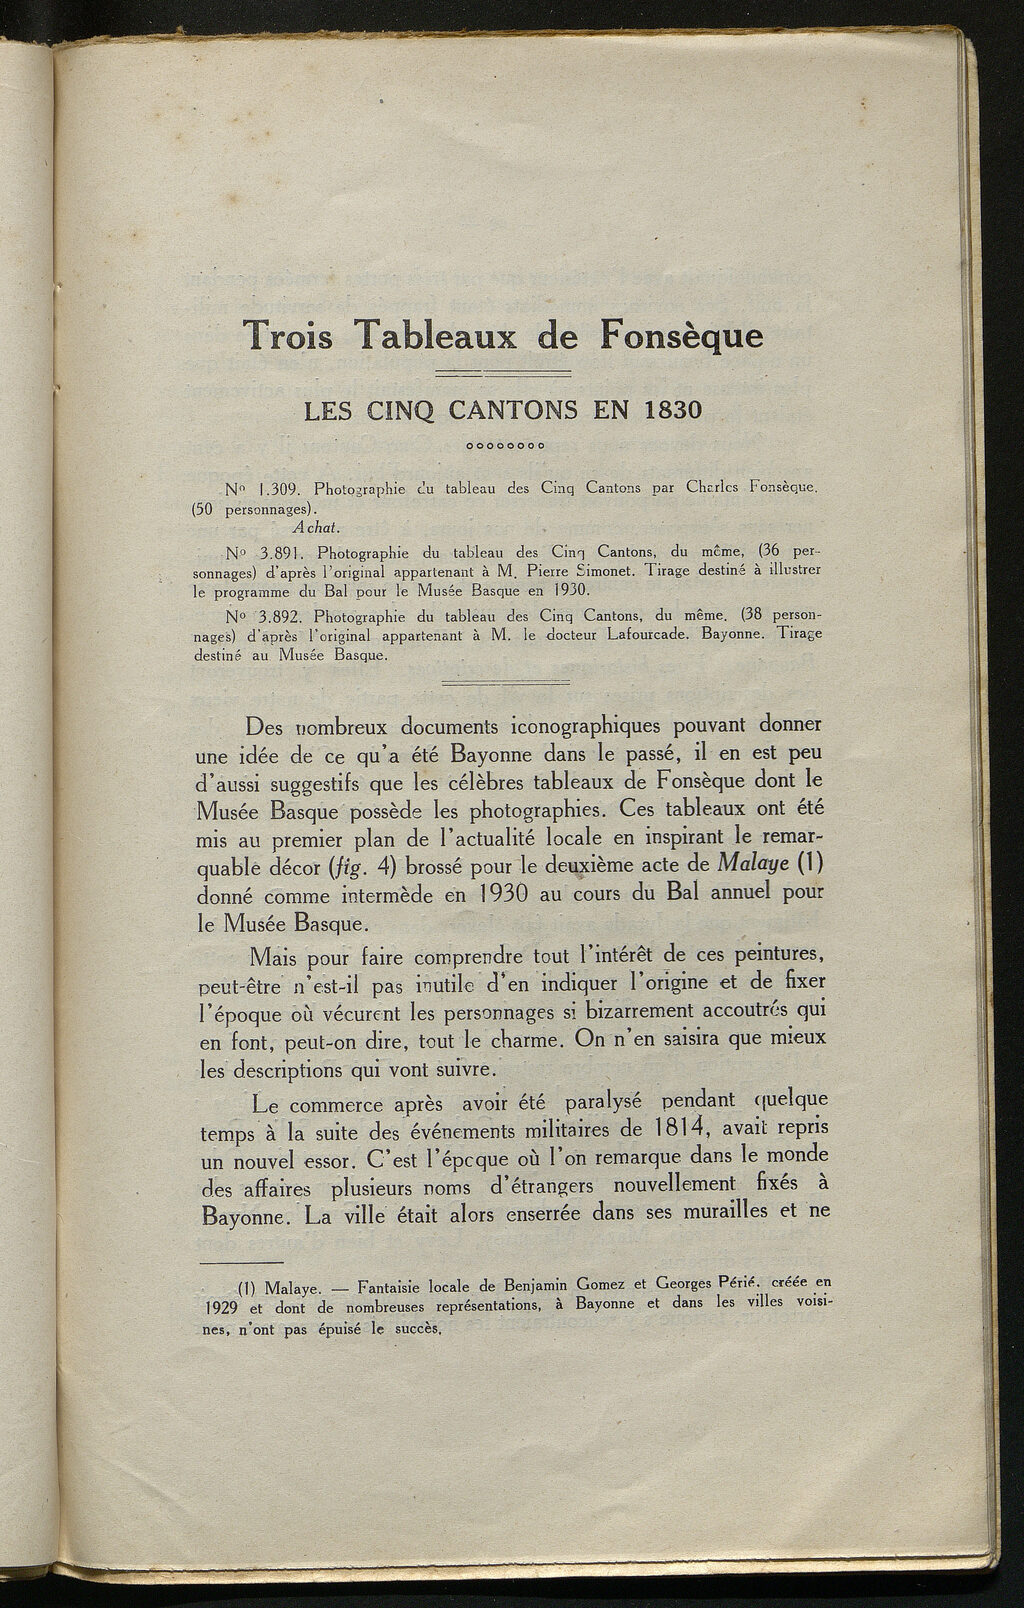 Trois Tableaux de Fonsèque
LES CINQ CANTONS EN 1830
Nº 1.309. Photographie du tableau des Cinq Cantons par Charles Fonsèque.
(50 personnages).
Achat.
Nº 3.891. Photographie du tableau des Cinq Cantons, du même, (36 per-
sonnages) d'après l'original appartenant à M. Pierre Simonet. Tirage destiné à illustrer
le programme du Bal pour le Musée Basque en 1930.
Nº 3.892. Photographie du tableau des Cinq Cantons, du même. (38 person-
nages) d'après l'original appartenant à M. le docteur Lafourcade. Bayonne. Tirage
destiné au Musée Basque.
Des nombreux documents iconographiques pouvant donner
une idée de ce qu'a été Bayonne dans le passé, il en est peu
d'aussi suggestifs que les célèbres tableaux de Fonsèque dont le
Musée Basque possède les photographies. Ces tableaux ont été
mis au premier plan de l'actualité locale en inspirant le remar-
quable décor (fig. 4) brossé pour le deuxième acte de Malaye (1)
donné comme intermède en 1930 au cours du Bal annuel pour
le Musée Basque.
Mais pour faire comprendre tout l'intérêt de ces peintures,
peut-être n'est-il pas inutile d'en indiquer l'origine et de fixer
l'époque où vécurent les personnages si bizarrement accoutrés qui
en font, peut-on dire, tout le charme. On n'en saisira que mieux
les descriptions qui vont suivre.
Le commerce après avoir été paralysé pendant quelque
temps à la suite des événements militaires de 1814, avait repris
un nouvel essor. C'est l'époque où l'on remarque dans le monde
des affaires plusieurs noms d'étrangers nouvellement fixés à
Bayonne. La ville était alors enserrée dans ses murailles et ne
(1) Malaye. — Fantaisie locale de Benjamin Gomez et Georges Périé, créée en
1929 et dont de nombreuses représentations, à Bayonne et dans les villes voisi-
nes, n'ont pas épuisé le succès.